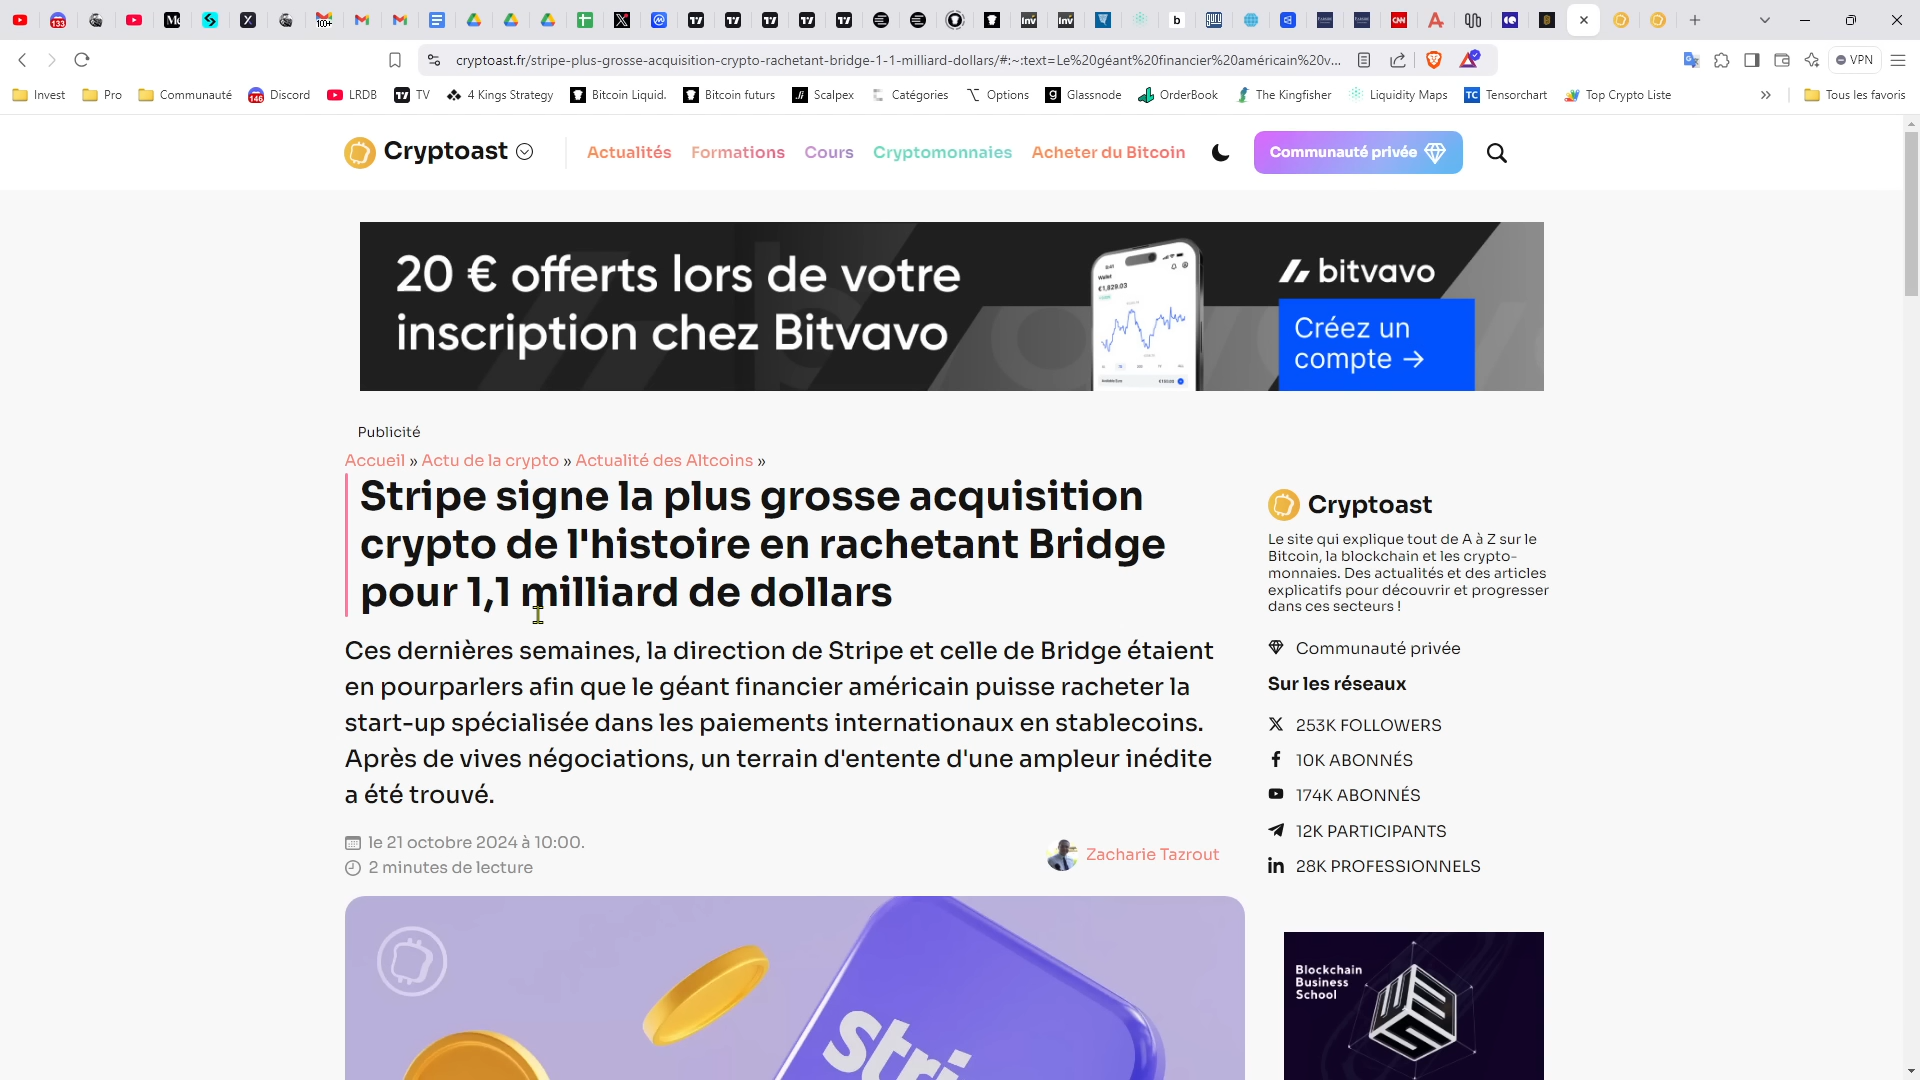 133
100+
cryptoast.fr/stripe-plus-grosse-acquisition-crypto-rachetant-bridge-1-1-milliard-dollars/#:~:text=Le%20géant%20financier%20américain%20v...
VPN
Invest
Pro
Communauté
146
Discord
LRDB
TV
4 Kings Strategy
Bitcoin Liquid.
Bitcoin futurs
Scalpex
Catégories
Options
Glassnode
OrderBook
The Kingfisher
Liquidity Maps
TC
Tensorchart
Top Crypto Liste
»
Tous les favoris
Cryptoast
Actualités
Formations
Cours
Cryptomonnaies
Acheter du Bitcoin
Communauté privée
20 € offerts lors de votre
inscription chez Bitvavo
Wallet
€1,829.03
bitvavo
Créez un
compte →
Publicité
Accueil » Actu de la crypto » Actualité des Altcoins »
Stripe signe la plus grosse acquisition
crypto de l'histoire en rachetant Bridge
pour 1,1 milliard de dollars
Ces dernières semaines, la direction de Stripe et celle de Bridge étaient
en pourparlers afin que le géant financier américain puisse racheter la
start-up spécialisée dans les paiements internationaux en stablecoins.
Après de vives négociations, un terrain d'entente d'une ampleur inédite
a été trouvé.
le 21 octobre 2024 à 10:00.
2 minutes de lecture
Zacharie Tazrout
Cryptoast
Le site qui explique tout de A à Z sur le
Bitcoin, la blockchain et les crypto-
monnaies. Des actualités et des articles
explicatifs pour découvrir et progresser
dans ces secteurs !
Communauté privée
Sur les réseaux
253K FOLLOWERS
10K ABONNÉS
174K ABONNÉS
12K PARTICIPANTS
28K PROFESSIONNELS
Blockchain
Business
School